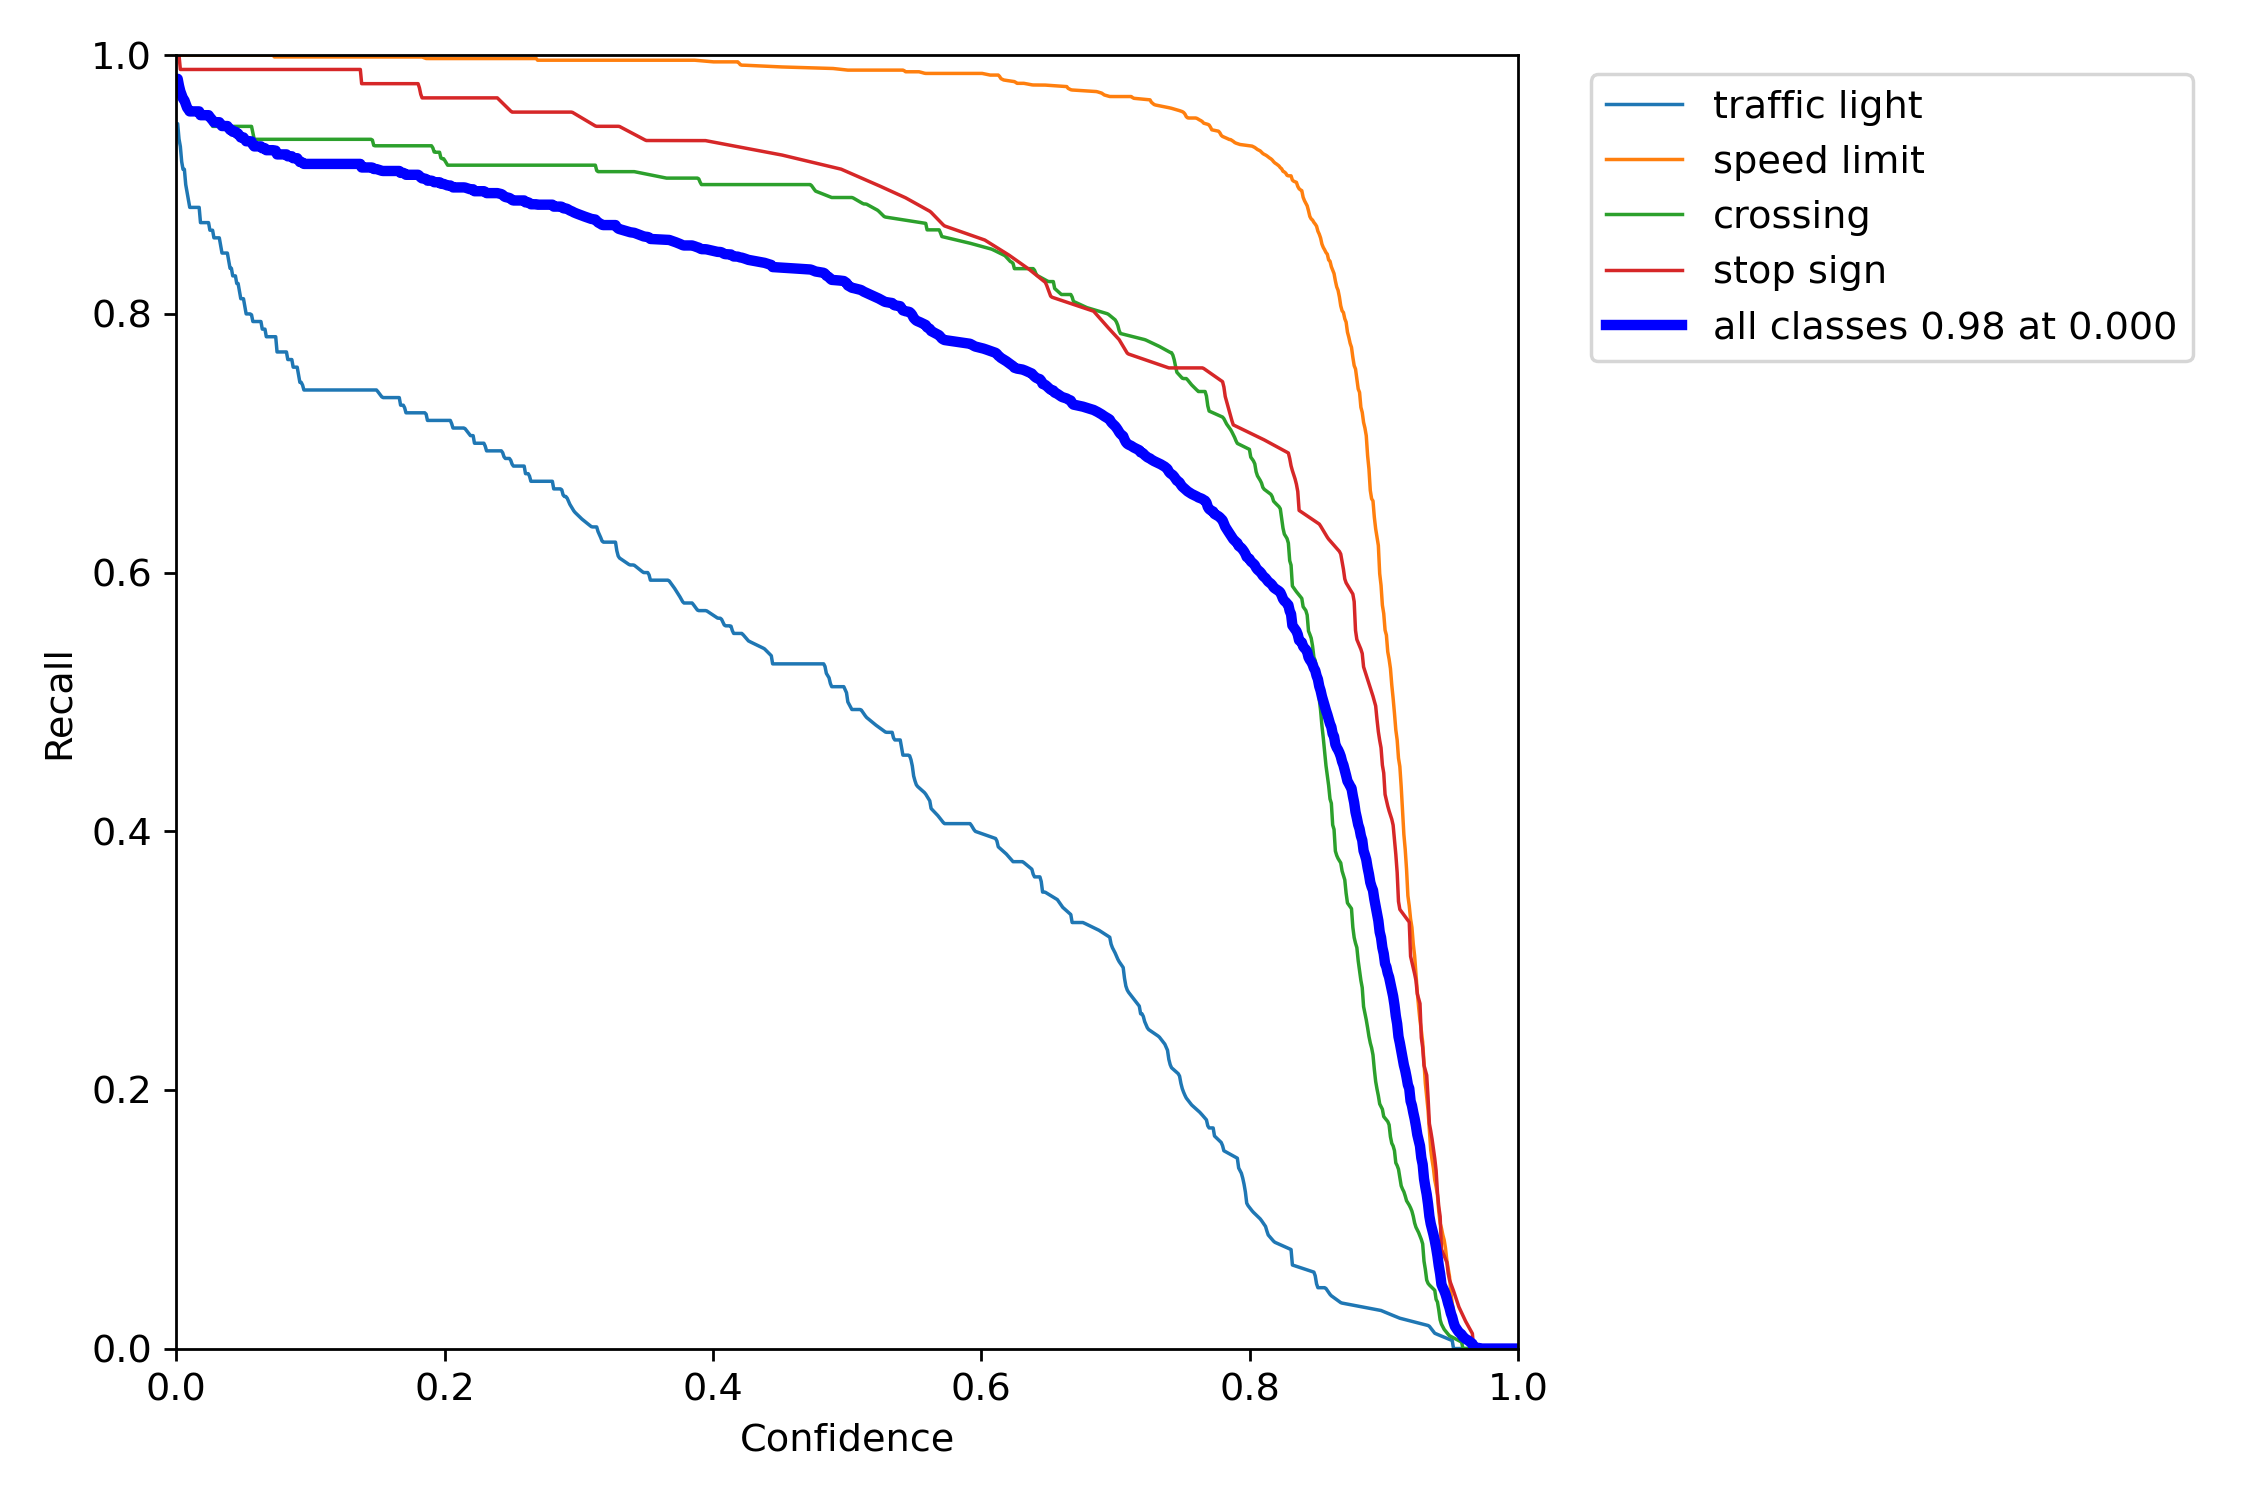 1.0
0.8
0.6
0.4
0.2
0.0
Recall
0.0 0.2 0.4 0.6 0.8 1.0
Confidence
traffic light
speed limit
crossing
stop sign
all classes 0.98 at 0.000